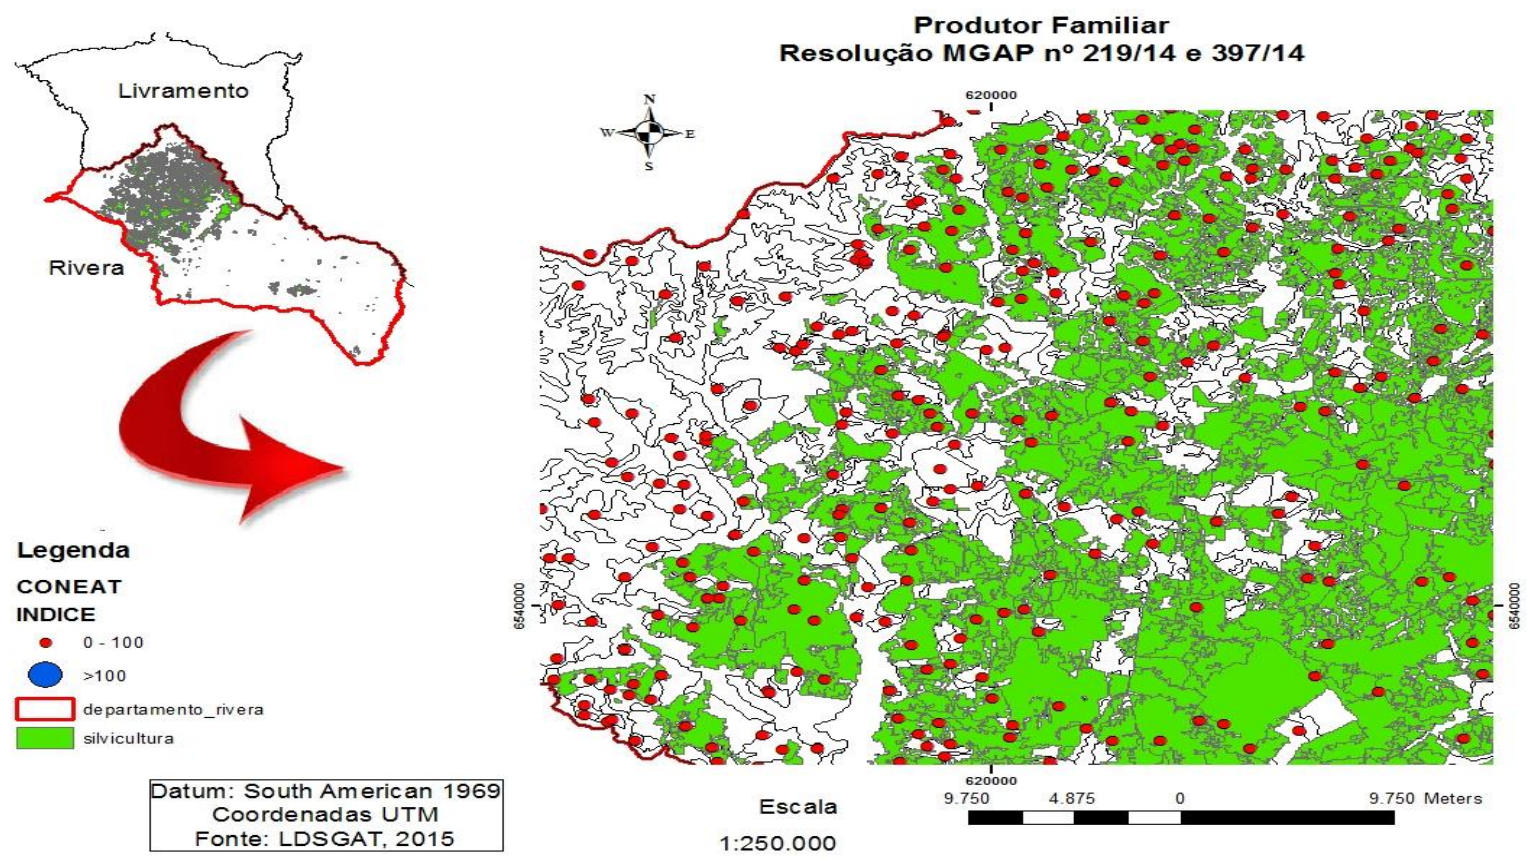 Produtor Familiar
Resolução MGAP nº 219/14 e 397/14
Livramento
Rivera
N
W E
S
620000
6540000
6540000
620000
Legenda
CONEAT
INDICE
0 - 100
>100
departamento_rivera
silvicultura
Datum: South American 1969
Coordenadas UTM
Fonte: LDSGAT, 2015
Escala
1:250.000
9.750 4.875 0 9.750 Meters